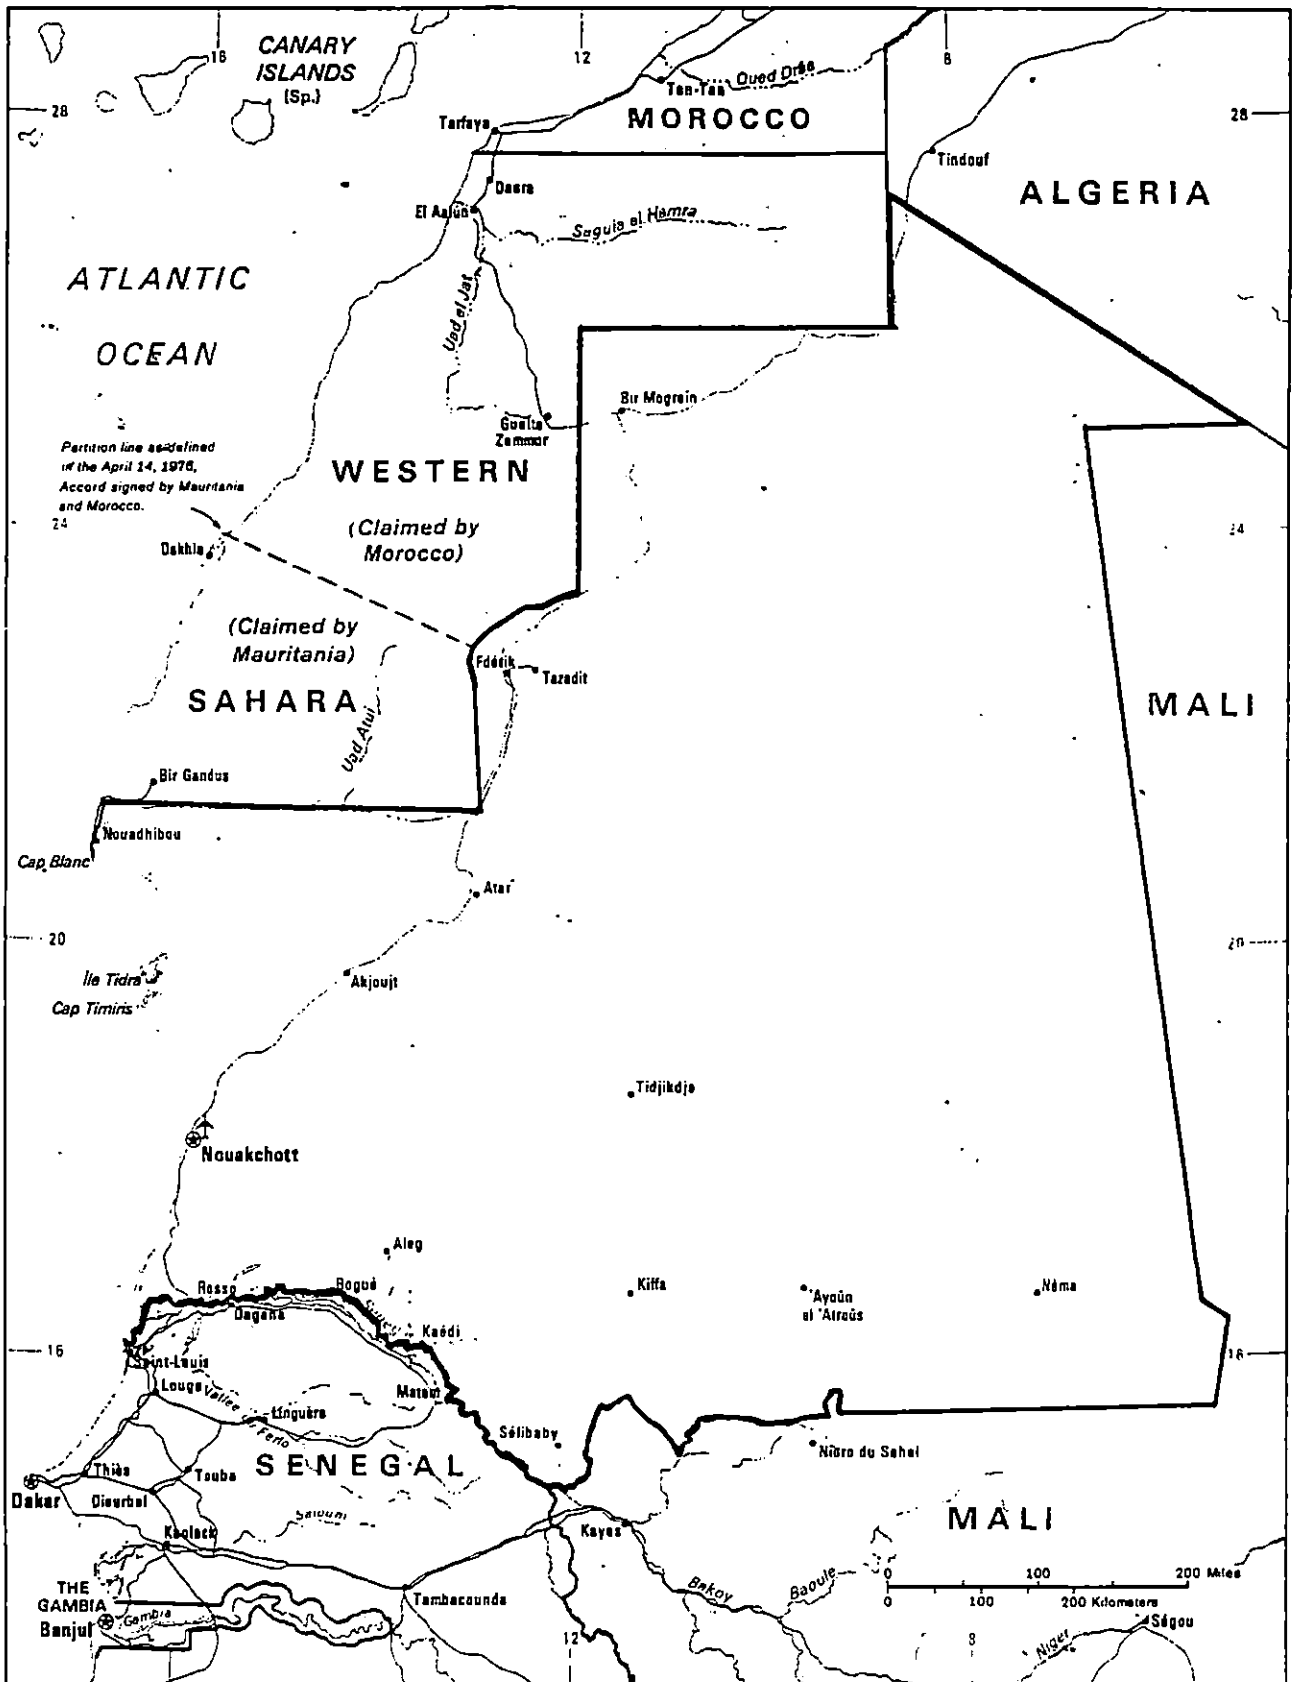 16
12
8
CANARY
ISLANDS
(Sp.)
28
28
Oued Drâa
Tan-Tan
MOROCCO
Tarfaya
Tindouf
Daora
ALGERIA
El Aaiún
Saguia el Hamra
ATLANTIC
OCEAN
Uad el Jat
Bir Mogrein
Guelta
Zemmur
Partition line as defined
of the April 14, 1976,
Accord signed by Mauritania
and Morocco.
WESTERN
24
24
(Claimed by
Morocco)
Dakhla
(Claimed by
Mauritania)
Fdérik
Tazadit
SAHARA
MALI
Uad Atui
Bir Gandus
Nouadhibou
Cap Blanc
Atar
20
20
Île Tidra
Akjoujt
Cap Timiris
Tidjikdja
Nouakchott
Aleg
Rosso
Bogué
Kiffa
'Ayoûn
el 'Atroûs
Néma
Dagana
Kaédi
16
16
Saint-Louis
Louga
Matam
Vallée du Ferlo
Linguère
Sélibaby
Nioro du Sahel
SENEGAL
Thiès
Touba
Dakar
Diourbel
MALI
Saloum
Kaolack
Kayes
0 100 200 Miles
0 100 200 Kilometers
THE
GAMBIA
Bakoy
Baoule
Tambacounda
Gambia
Banjul
Ségou
Niger
12
8